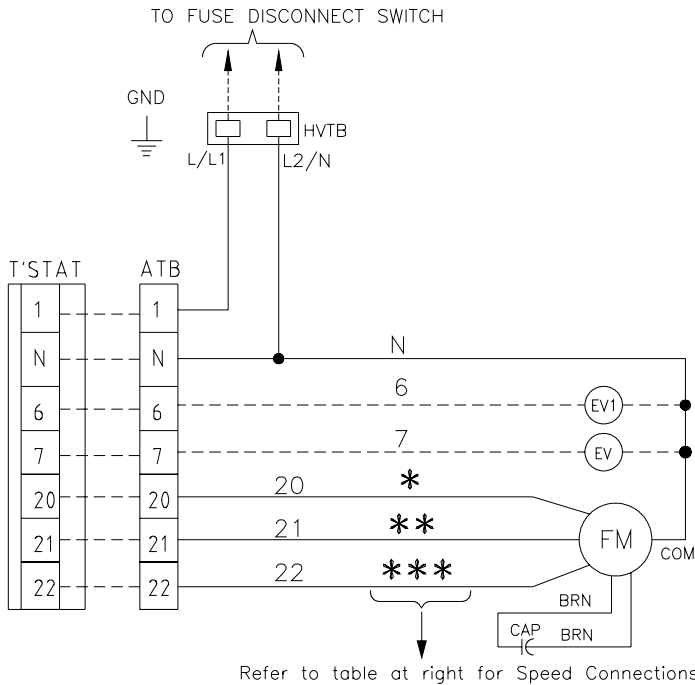 TO FUSE DISCONNECT SWITCH
GND
HVTB
L/L1
L2/N
T'STAT
ATB
1
1
N
N
N
6
6
6
EV1
7
7
7
EV
20
20
20
*
21
21
21
**
FM
COM
22
22
22
***
BRN
CAP
BRN
Refer to table at right for Speed Connections